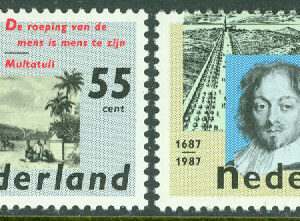 De roeping van de
mens is mens te zijn
Multatuli
55
cent
derland
1687
1987
nede